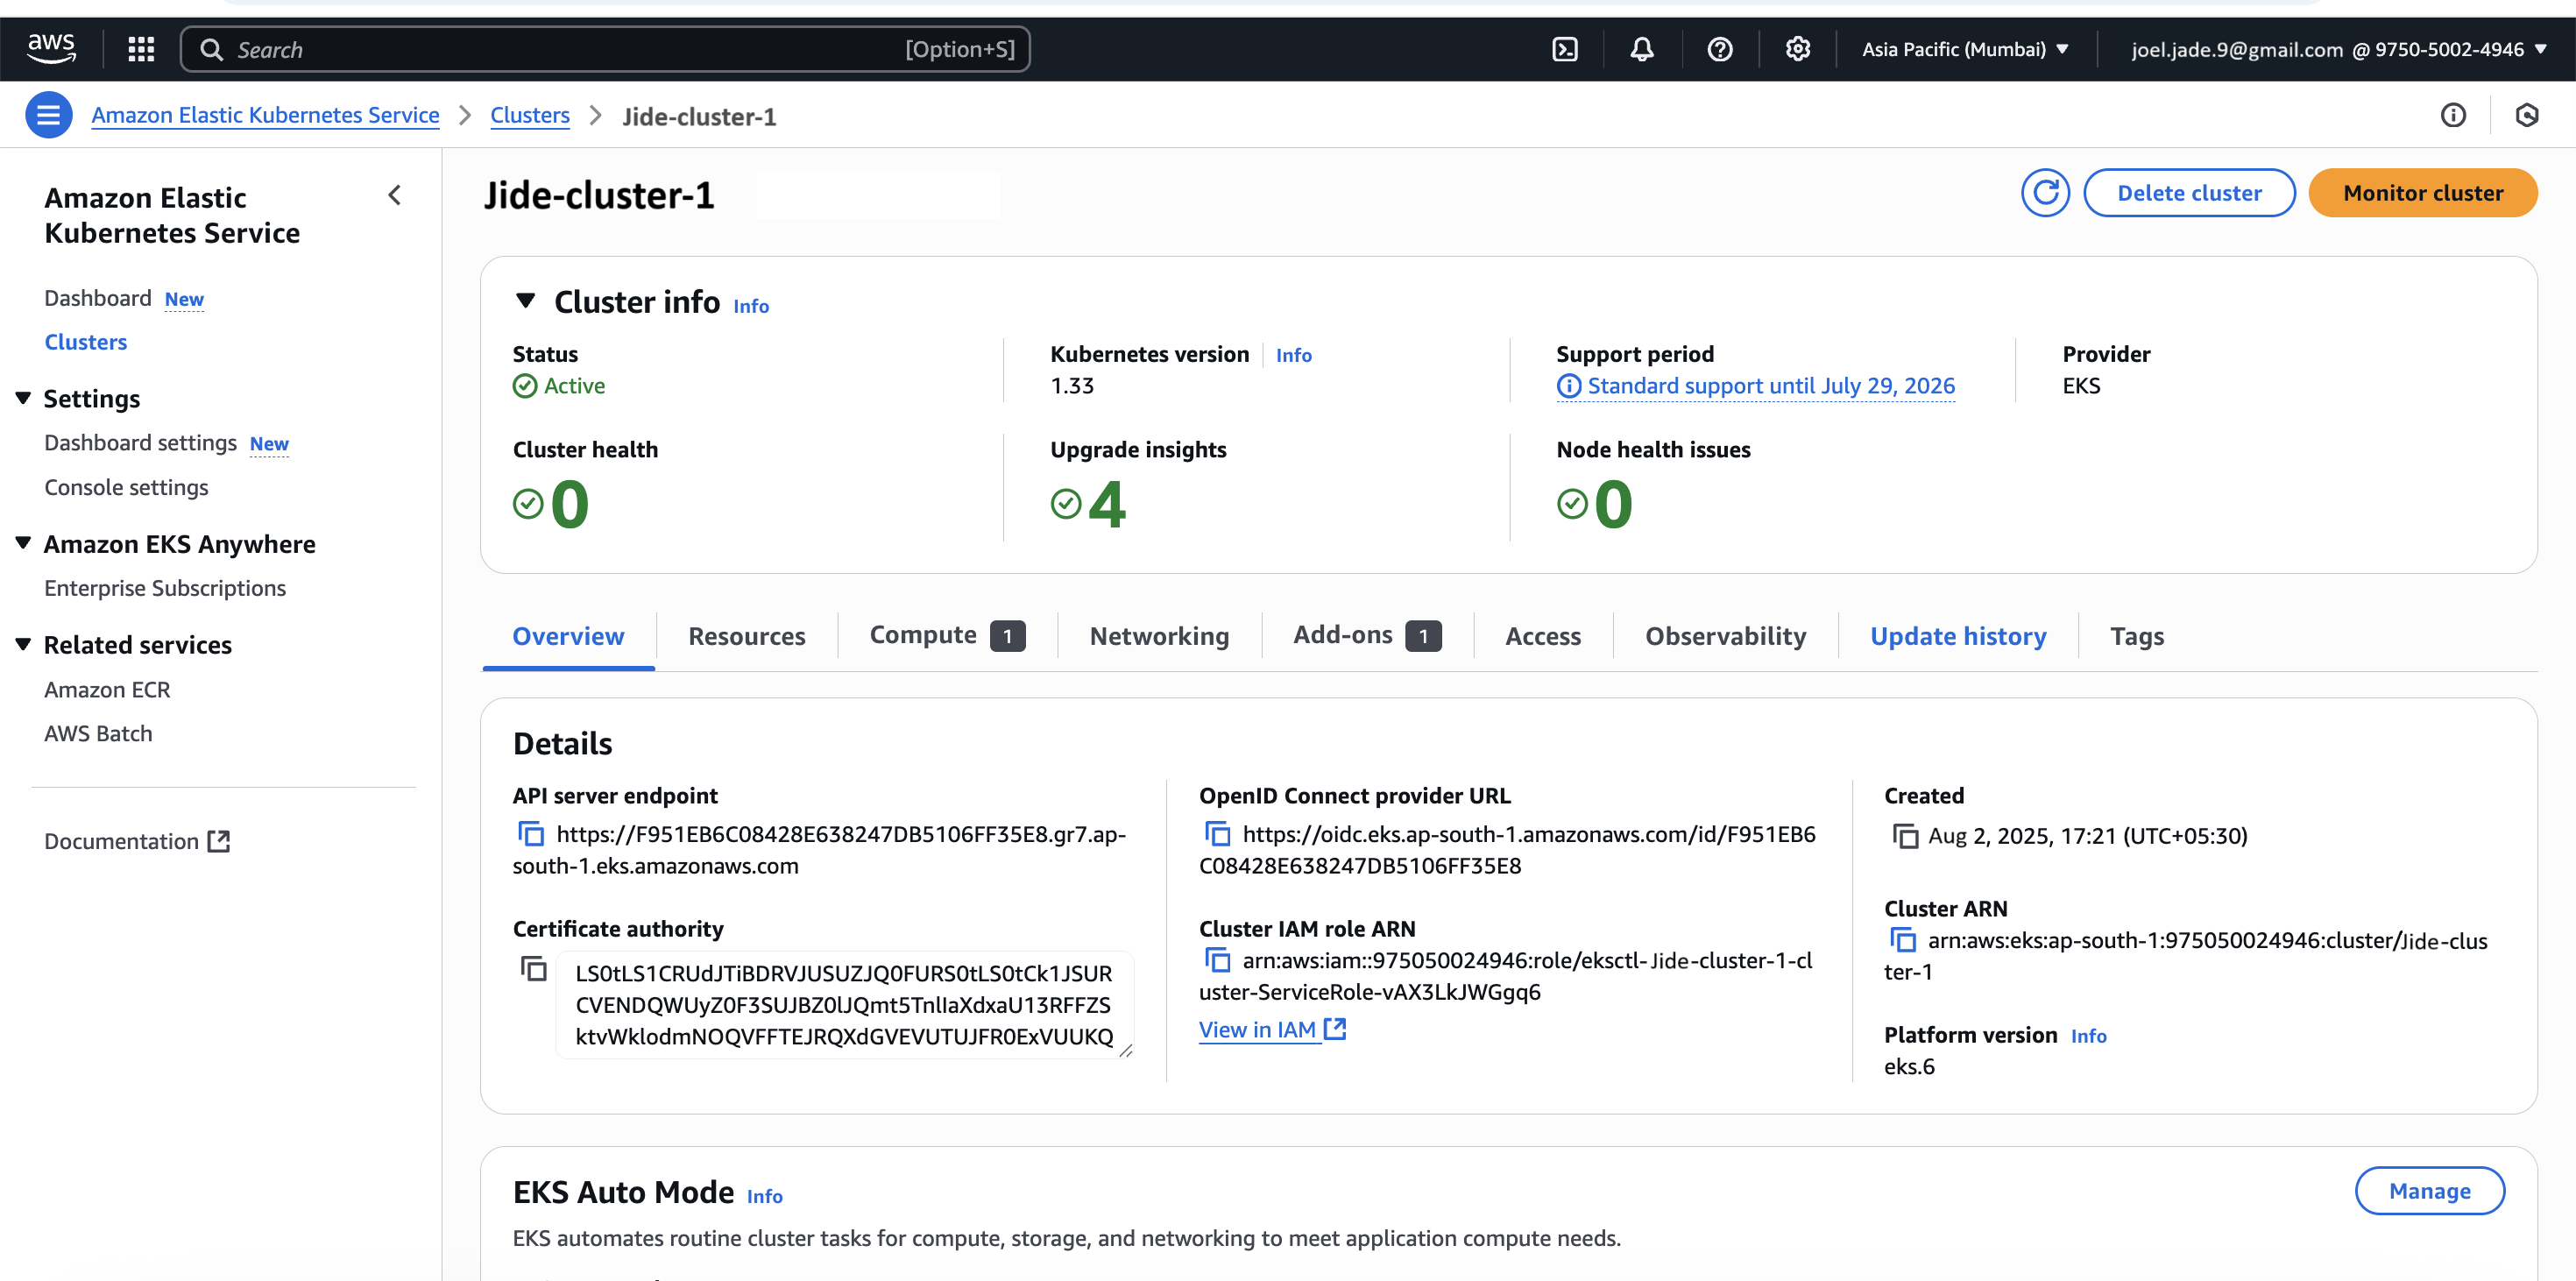 aws Search [Option+S] Asia Pacific (Mumbai) joel.jade.9@gmail.com @ 9750-5002-4946
Amazon Elastic Kubernetes Service Clusters Jide-cluster-1
Amazon Elastic
Kubernetes Service
Dashboard New
Clusters
Settings
Dashboard settings New
Console settings
Amazon EKS Anywhere
Enterprise Subscriptions
Related services
Amazon ECR
AWS Batch
Documentation
Jide-cluster-1 Delete cluster Monitor cluster
Cluster info Info
Status
Active
Kubernetes version Info
1.33
Support period
Standard support until July 29, 2026
Provider
EKS
Cluster health
0
Upgrade insights
4
Node health issues
0
Overview Resources Compute 1 Networking Add-ons 1 Access Observability Update history Tags
Details
API server endpoint
https://F951EB6C08428E638247DB5106FF35E8.gr7.ap-
south-1.eks.amazonaws.com
Certificate authority
LS0tLS1CRUdJTiBDRVJUSUZJQ0FURS0tLS0tCk1JSUR
CVENDQWUyZ0F3SUJBZ0lJQmt5TnlIaXdxaU13RFFZS
ktvWklodmNOQVFFTEJRQXdGVEVUTUJFR0ExVUUKQ
OpenID Connect provider URL
https://oidc.eks.ap-south-1.amazonaws.com/id/F951EB6
C08428E638247DB5106FF35E8
Cluster IAM role ARN
arn:aws:iam::975050024946:role/eksctl-Jide-cluster-1-cl
uster-ServiceRole-vAX3LkJWGgq6
View in IAM
Created
Aug 2, 2025, 17:21 (UTC+05:30)
Cluster ARN
arn:aws:eks:ap-south-1:975050024946:cluster/Jide-clus
ter-1
Platform version Info
eks.6
EKS Auto Mode Info Manage
EKS automates routine cluster tasks for compute, storage, and networking to meet application compute needs.